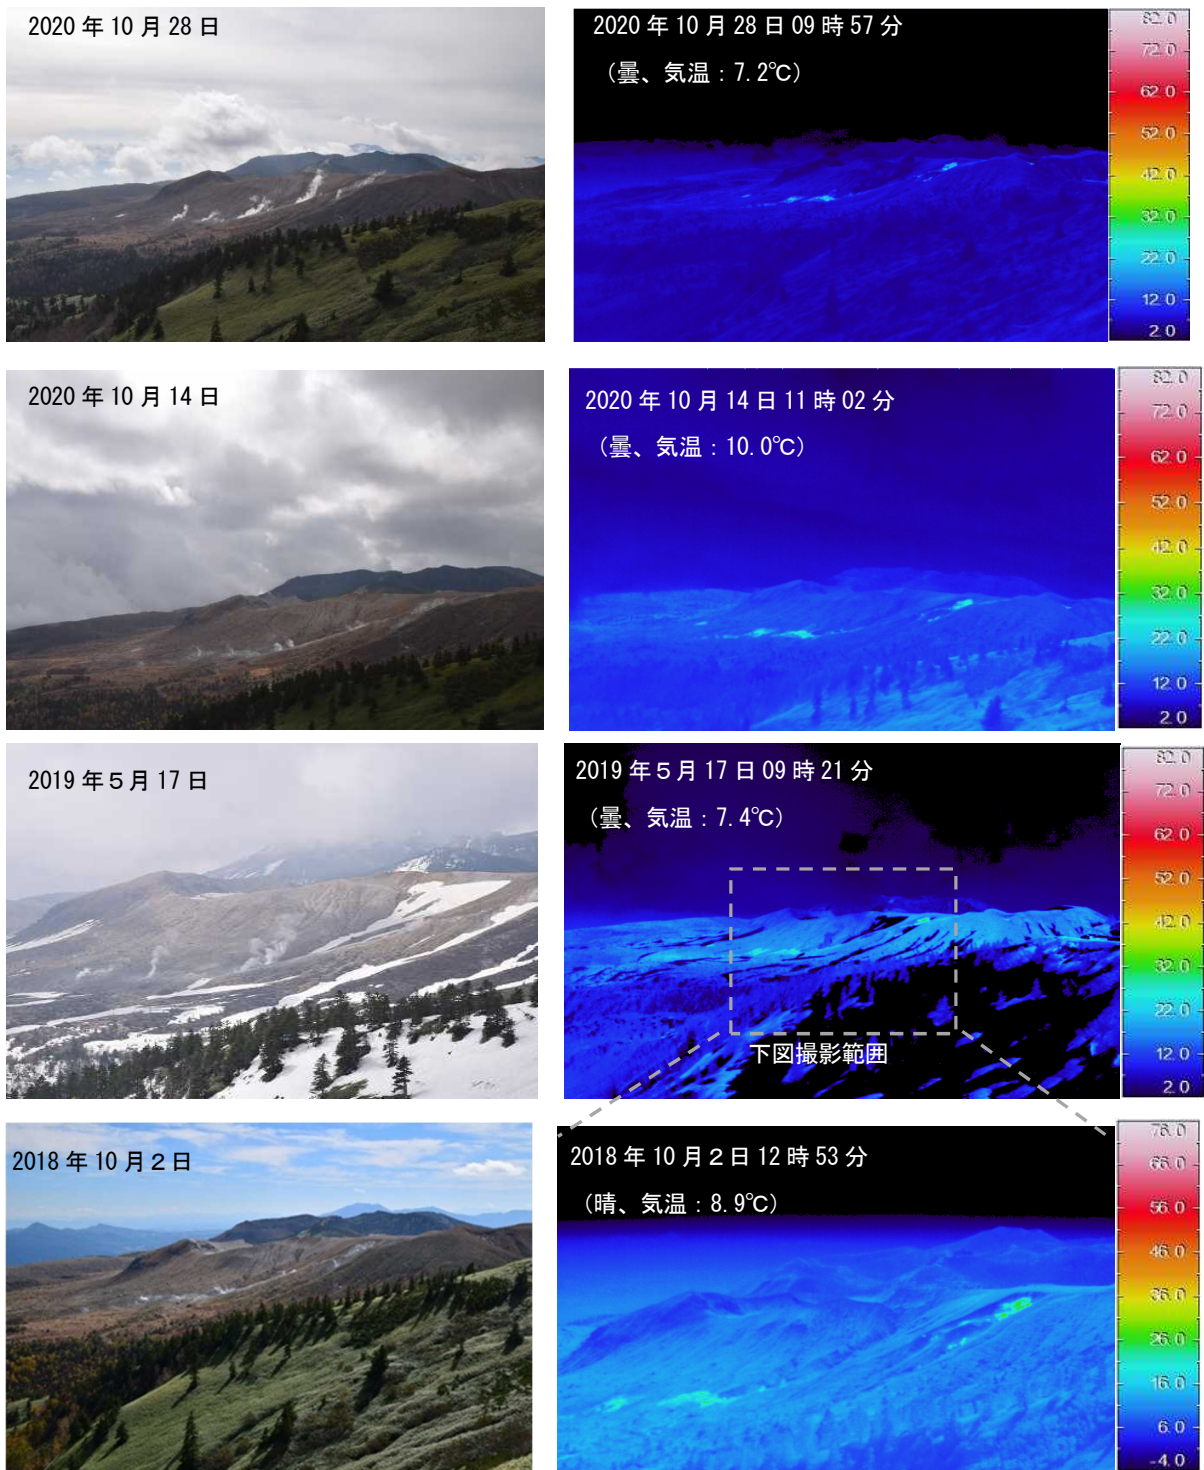 2020年10月28日
2020年10月28日09時57分
（曇、気温：7.2℃）
82.0
72.0
62.0
52.0
42.0
32.0
22.0
12.0
2.0
2020年10月14日
2020年10月14日11時02分
（曇、気温：10.0℃）
82.0
72.0
62.0
52.0
42.0
32.0
22.0
12.0
2.0
2019年５月17日
2019年５月17日09時21分
（曇、気温：7.4℃）
下図撮影範囲
82.0
72.0
62.0
52.0
42.0
32.0
22.0
12.0
2.0
2018年10月２日
2018年10月２日12時53分
（晴、気温：8.9℃）
76.0
66.0
56.0
46.0
36.0
26.0
16.0
6.0
-4.0